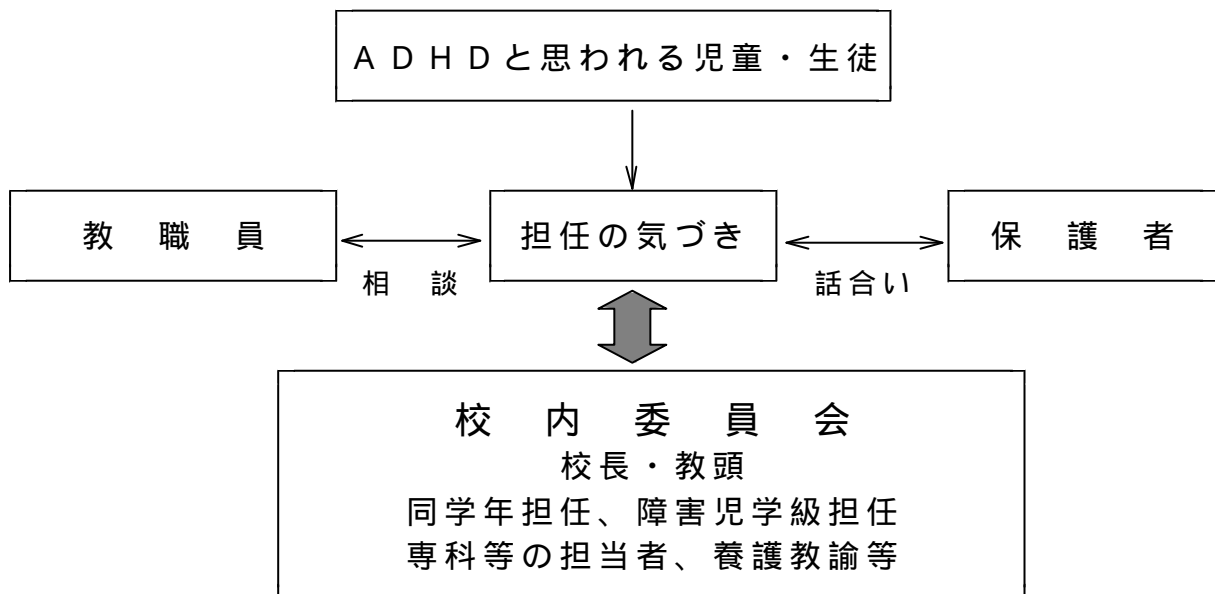 ADHDと思われる児童・生徒
教職員
担任の気づき
保護者
相談
話合い
校内委員会
校長・教頭
同学年担任、障害児学級担任
専科等の担当者、養護教諭等